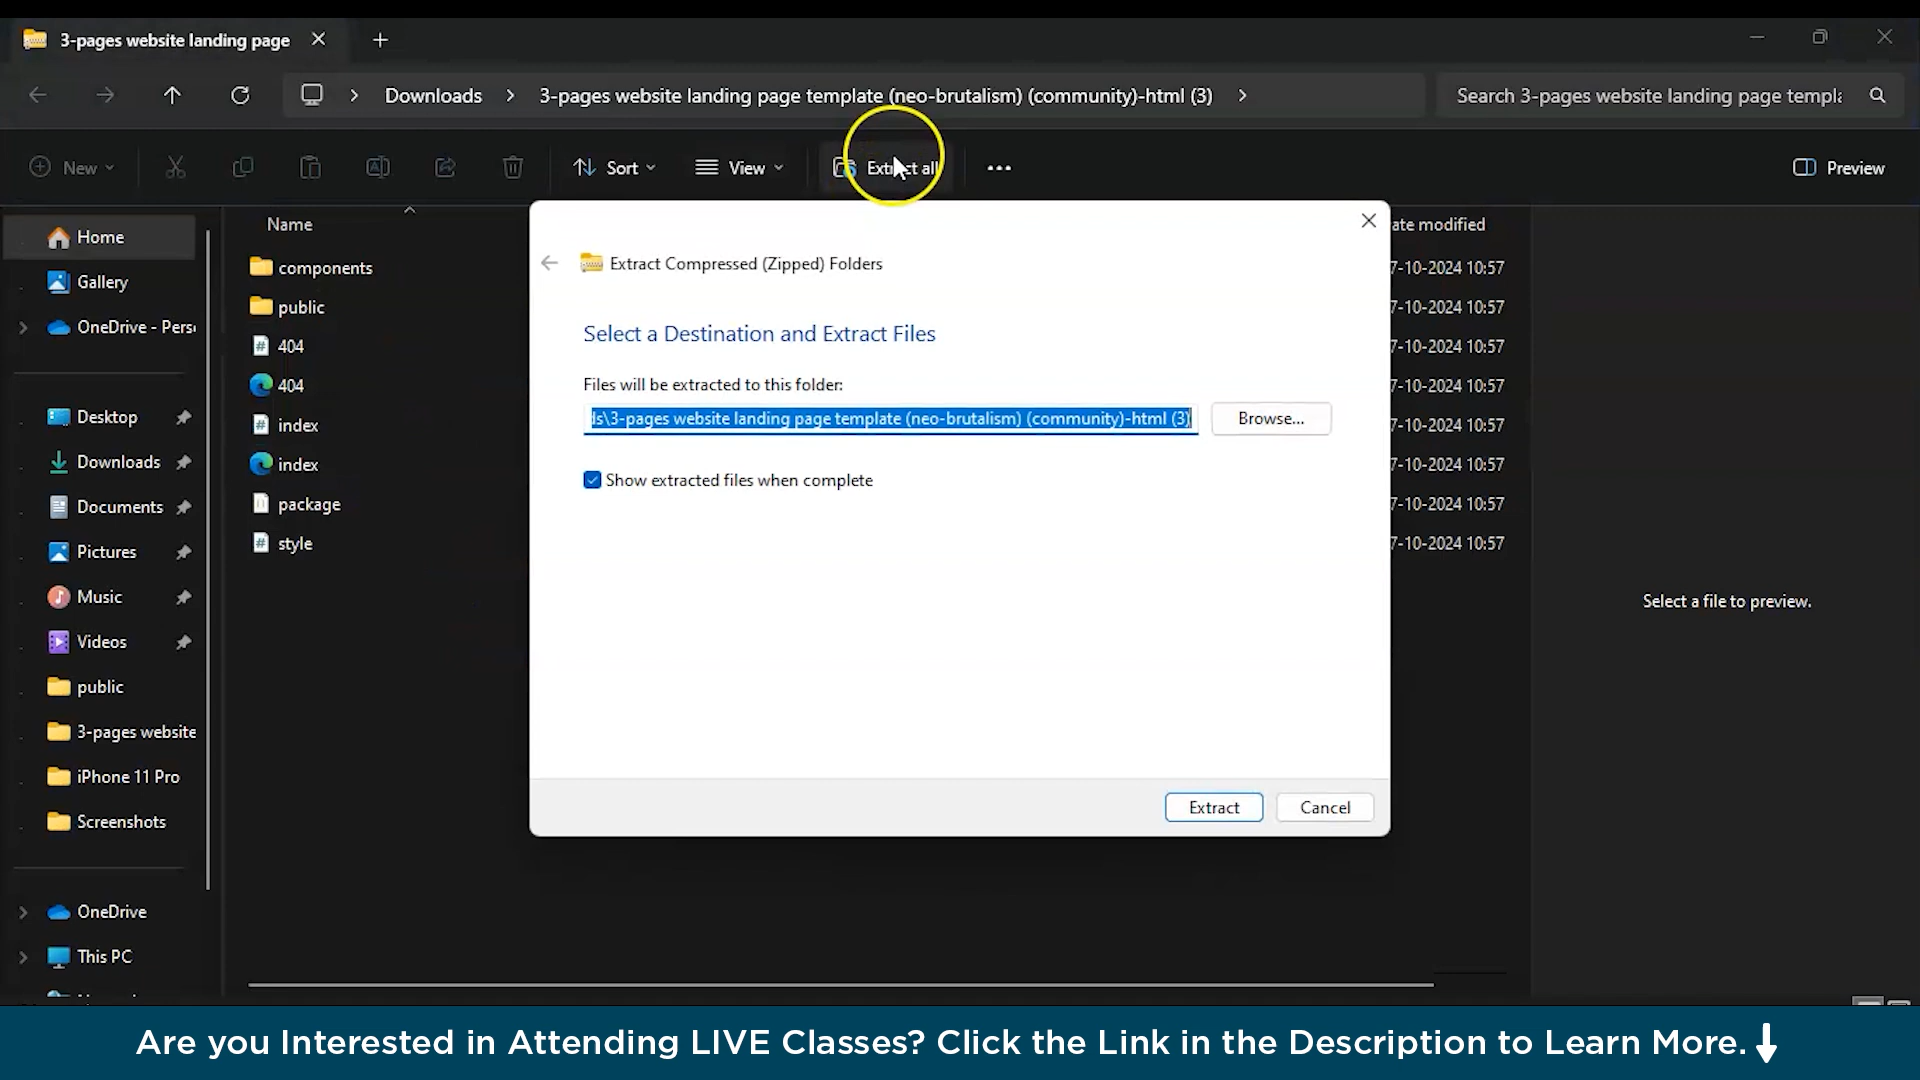 3-pages website landing page
Downloads
3-pages website landing page template (neo-brutalism) (community)-html (3)
Search 3-pages website landing page templ
New
Sort
View
Extract all
Preview
Home
Gallery
OneDrive - Pers
Desktop
Downloads
Documents
Pictures
Music
Videos
public
3-pages website
iPhone 11 Pro
Screenshots
OneDrive
This PC
Name
ate modified
components
7-10-2024 10:57
public
7-10-2024 10:57
404
7-10-2024 10:57
404
7-10-2024 10:57
index
7-10-2024 10:57
index
7-10-2024 10:57
package
7-10-2024 10:57
style
7-10-2024 10:57
Extract Compressed (Zipped) Folders
Select a Destination and Extract Files
Files will be extracted to this folder:
ds\3-pages website landing page template (neo-brutalism) (community)-html (3)
Browse...
Show extracted files when complete
Extract
Cancel
Select a file to preview.
Are you Interested in Attending LIVE Classes? Click the Link in the Description to Learn More.